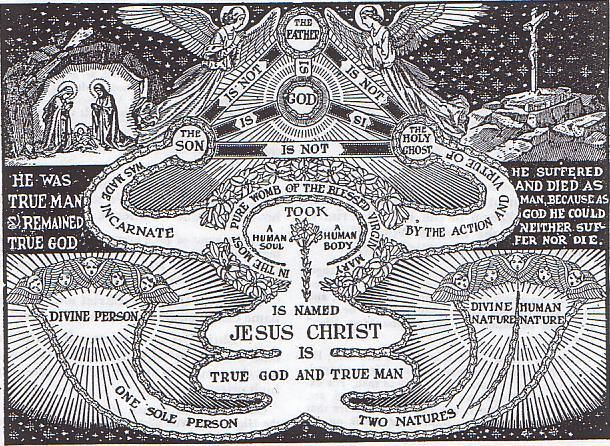 THE
FATHER
IS NOT
IS NOT
IS
GOD
IS
IS
THE
SON
THE
HOLY
GHOST
IS NOT
HE WAS
TRUE MAN
& REMAINED
TRUE GOD
HE SUFFERED
AND DIED AS
MAN, BECAUSE AS
GOD HE COULD
NEITHER SUF-
FER NOR DIE.
WAS MADE
INCARNATE
BY THE ACTION AND
VIRTUE OF
IN THE MOST PURE WOMB OF THE BLESSED VIRGIN MARY
TOOK
A
HUMAN
SOUL
A
HUMAN
BODY
IS NAMED
JESUS CHRIST
IS
TRUE GOD AND TRUE MAN
DIVINE PERSON
DIVINE
NATURE
HUMAN
NATURE
ONE SOLE PERSON
TWO NATURES